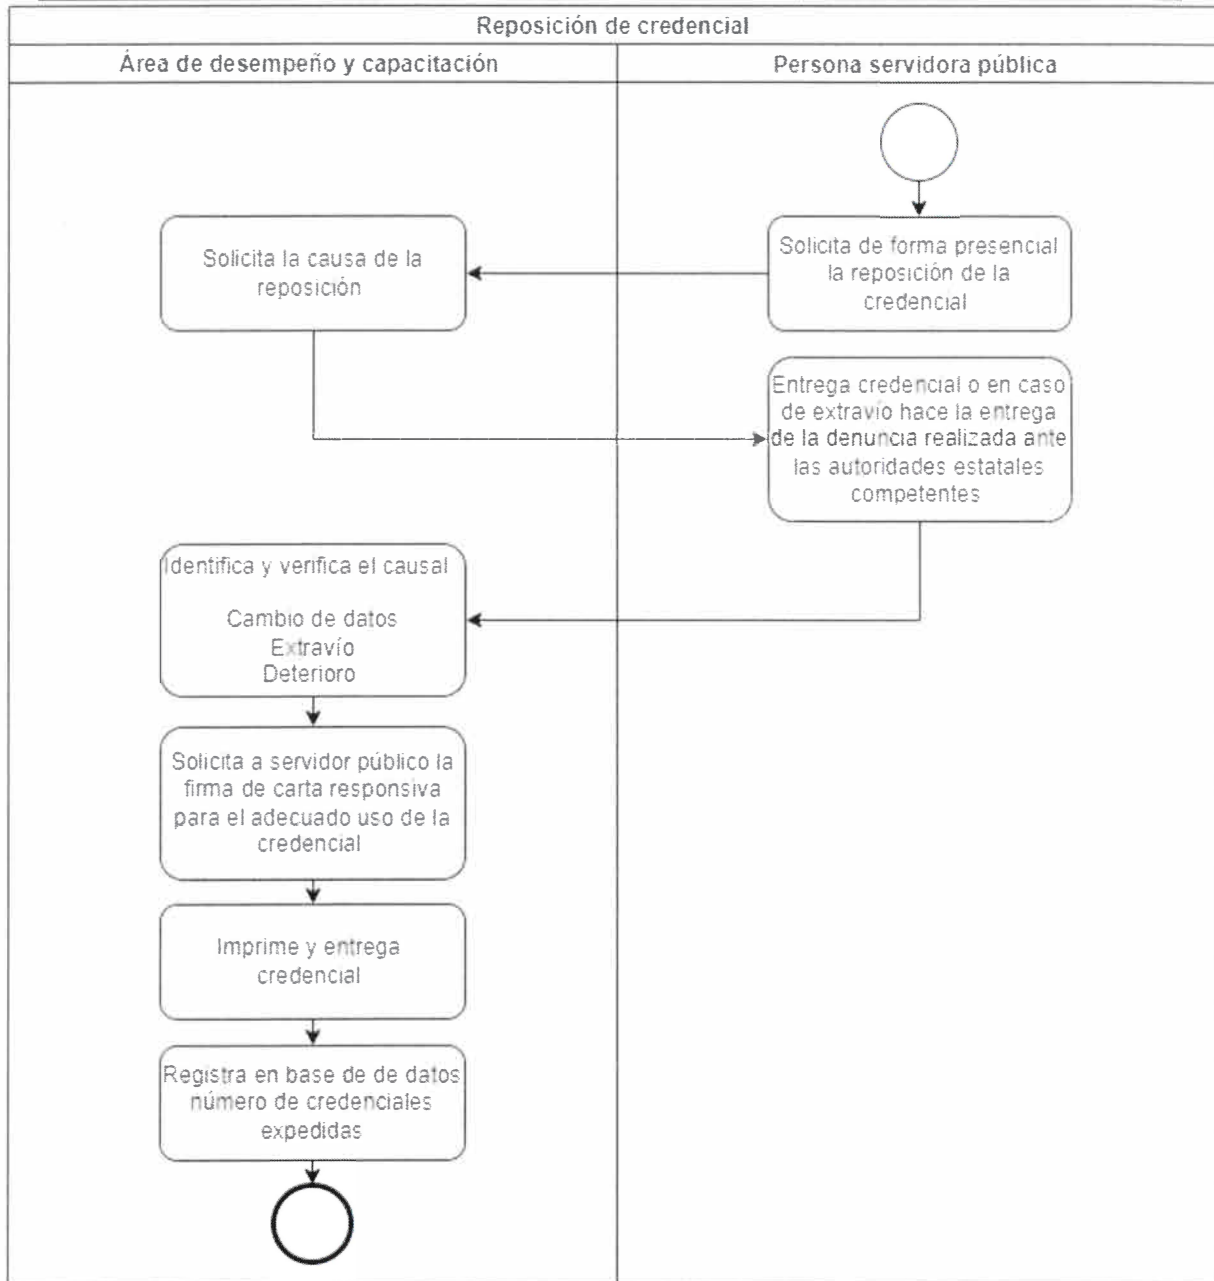 Reposición de credencial
Área de desempeño y capacitación
Persona servidora pública
Solicita de forma presencial
la reposición de la
credencial
Solicita la causa de la
reposición
Entrega credencial o en caso
de extravío hace la entrega
de la denuncia realizada ante
las autoridades estatales
competentes
Identifica y verifica el causal
Cambio de datos
Extravío
Deterioro
Solicita a servidor público la
firma de carta responsiva
para el adecuado uso de la
credencial
Imprime y entrega
credencial
Registra en base de de datos
número de credenciales
expedidas